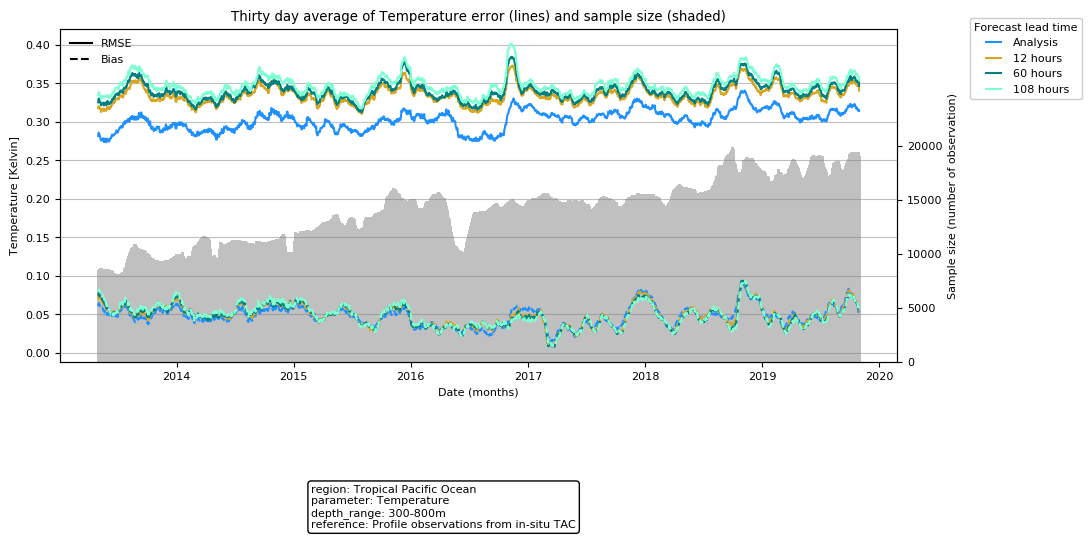 Thirty day average of Temperature error (lines) and sample size (shaded)
Forecast lead time
Analysis
12 hours
60 hours
108 hours
RMSE
Bias
Temperature [Kelvin]
0.40
0.35
0.30
0.25
0.20
0.15
0.10
0.05
0.00
Sample size (number of observation)
20000
15000
10000
5000
0
2014 2015 2016 2017 2018 2019 2020
Date (months)
region: Tropical Pacific Ocean
parameter: Temperature
depth_range: 300-800m
reference: Profile observations from in-situ TAC